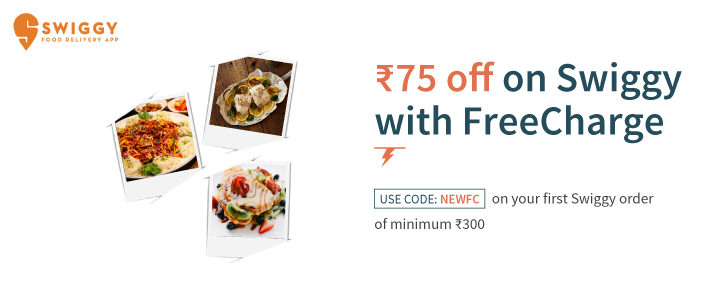 SWIGGY
FOOD DELIVERY APP
₹75 off on Swiggy
with FreeCharge
USE CODE: NEWFC on your first Swiggy order
of minimum ₹300